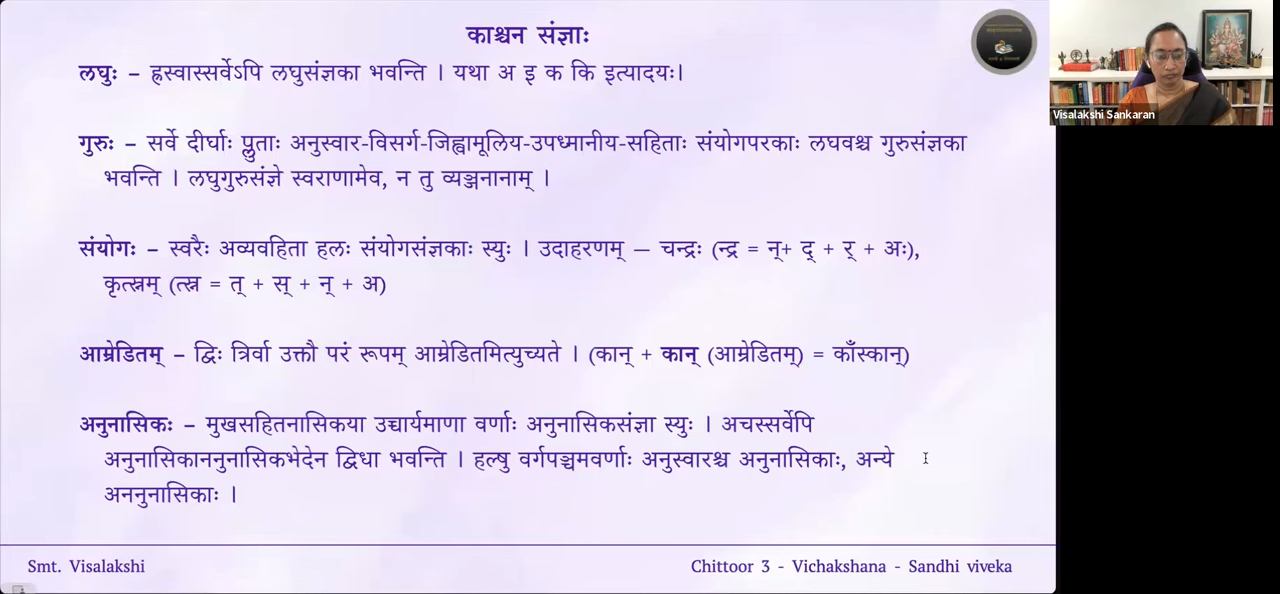 काश्चन संज्ञाः
लघुः – ह्रस्वास्सर्वेऽपि लघुसंज्ञका भवन्ति । यथा अ इ क कि इत्यादयः।
गुरुः – सर्वे दीर्घाः प्लुताः अनुस्वार-विसर्ग-जिह्वामूलिय-उपध्मानीय-सहिताः संयोगपरकाः लघवश्च गुरुसंज्ञका
भवन्ति । लघुगुरुसंज्ञे स्वराणामेव, न तु व्यञ्जनानाम् ।
संयोगः – स्वरैः अव्यवहिता हलः संयोगसंज्ञकाः स्युः । उदाहरणम् — चन्द्रः (न्द्र = न्+ द् + र् + अः),
कृत्स्नम् (त्स्न = त् + स् + न् + अ)
आम्रेडितम् – द्विः त्रिर्वा उक्तौ परं रूपम् आम्रेडितमित्युच्यते । (कान् + कान् (आम्रेडितम्) = काँस्कान्)
अनुनासिकः – मुखसहितनासिकया उच्चार्यमाणा वर्णाः अनुनासिकसंज्ञा स्युः । अचस्सर्वेपि
अनुनासिकाननुनासिकभेदेन द्विधा भवन्ति । हल्षु वर्गपञ्चमवर्णाः अनुस्वारश्च अनुनासिकाः, अन्ये
अननुनासिकाः ।
Smt. Visalakshi
Chittoor 3 - Vichakshana - Sandhi viveka
Visalakshi Sankaran